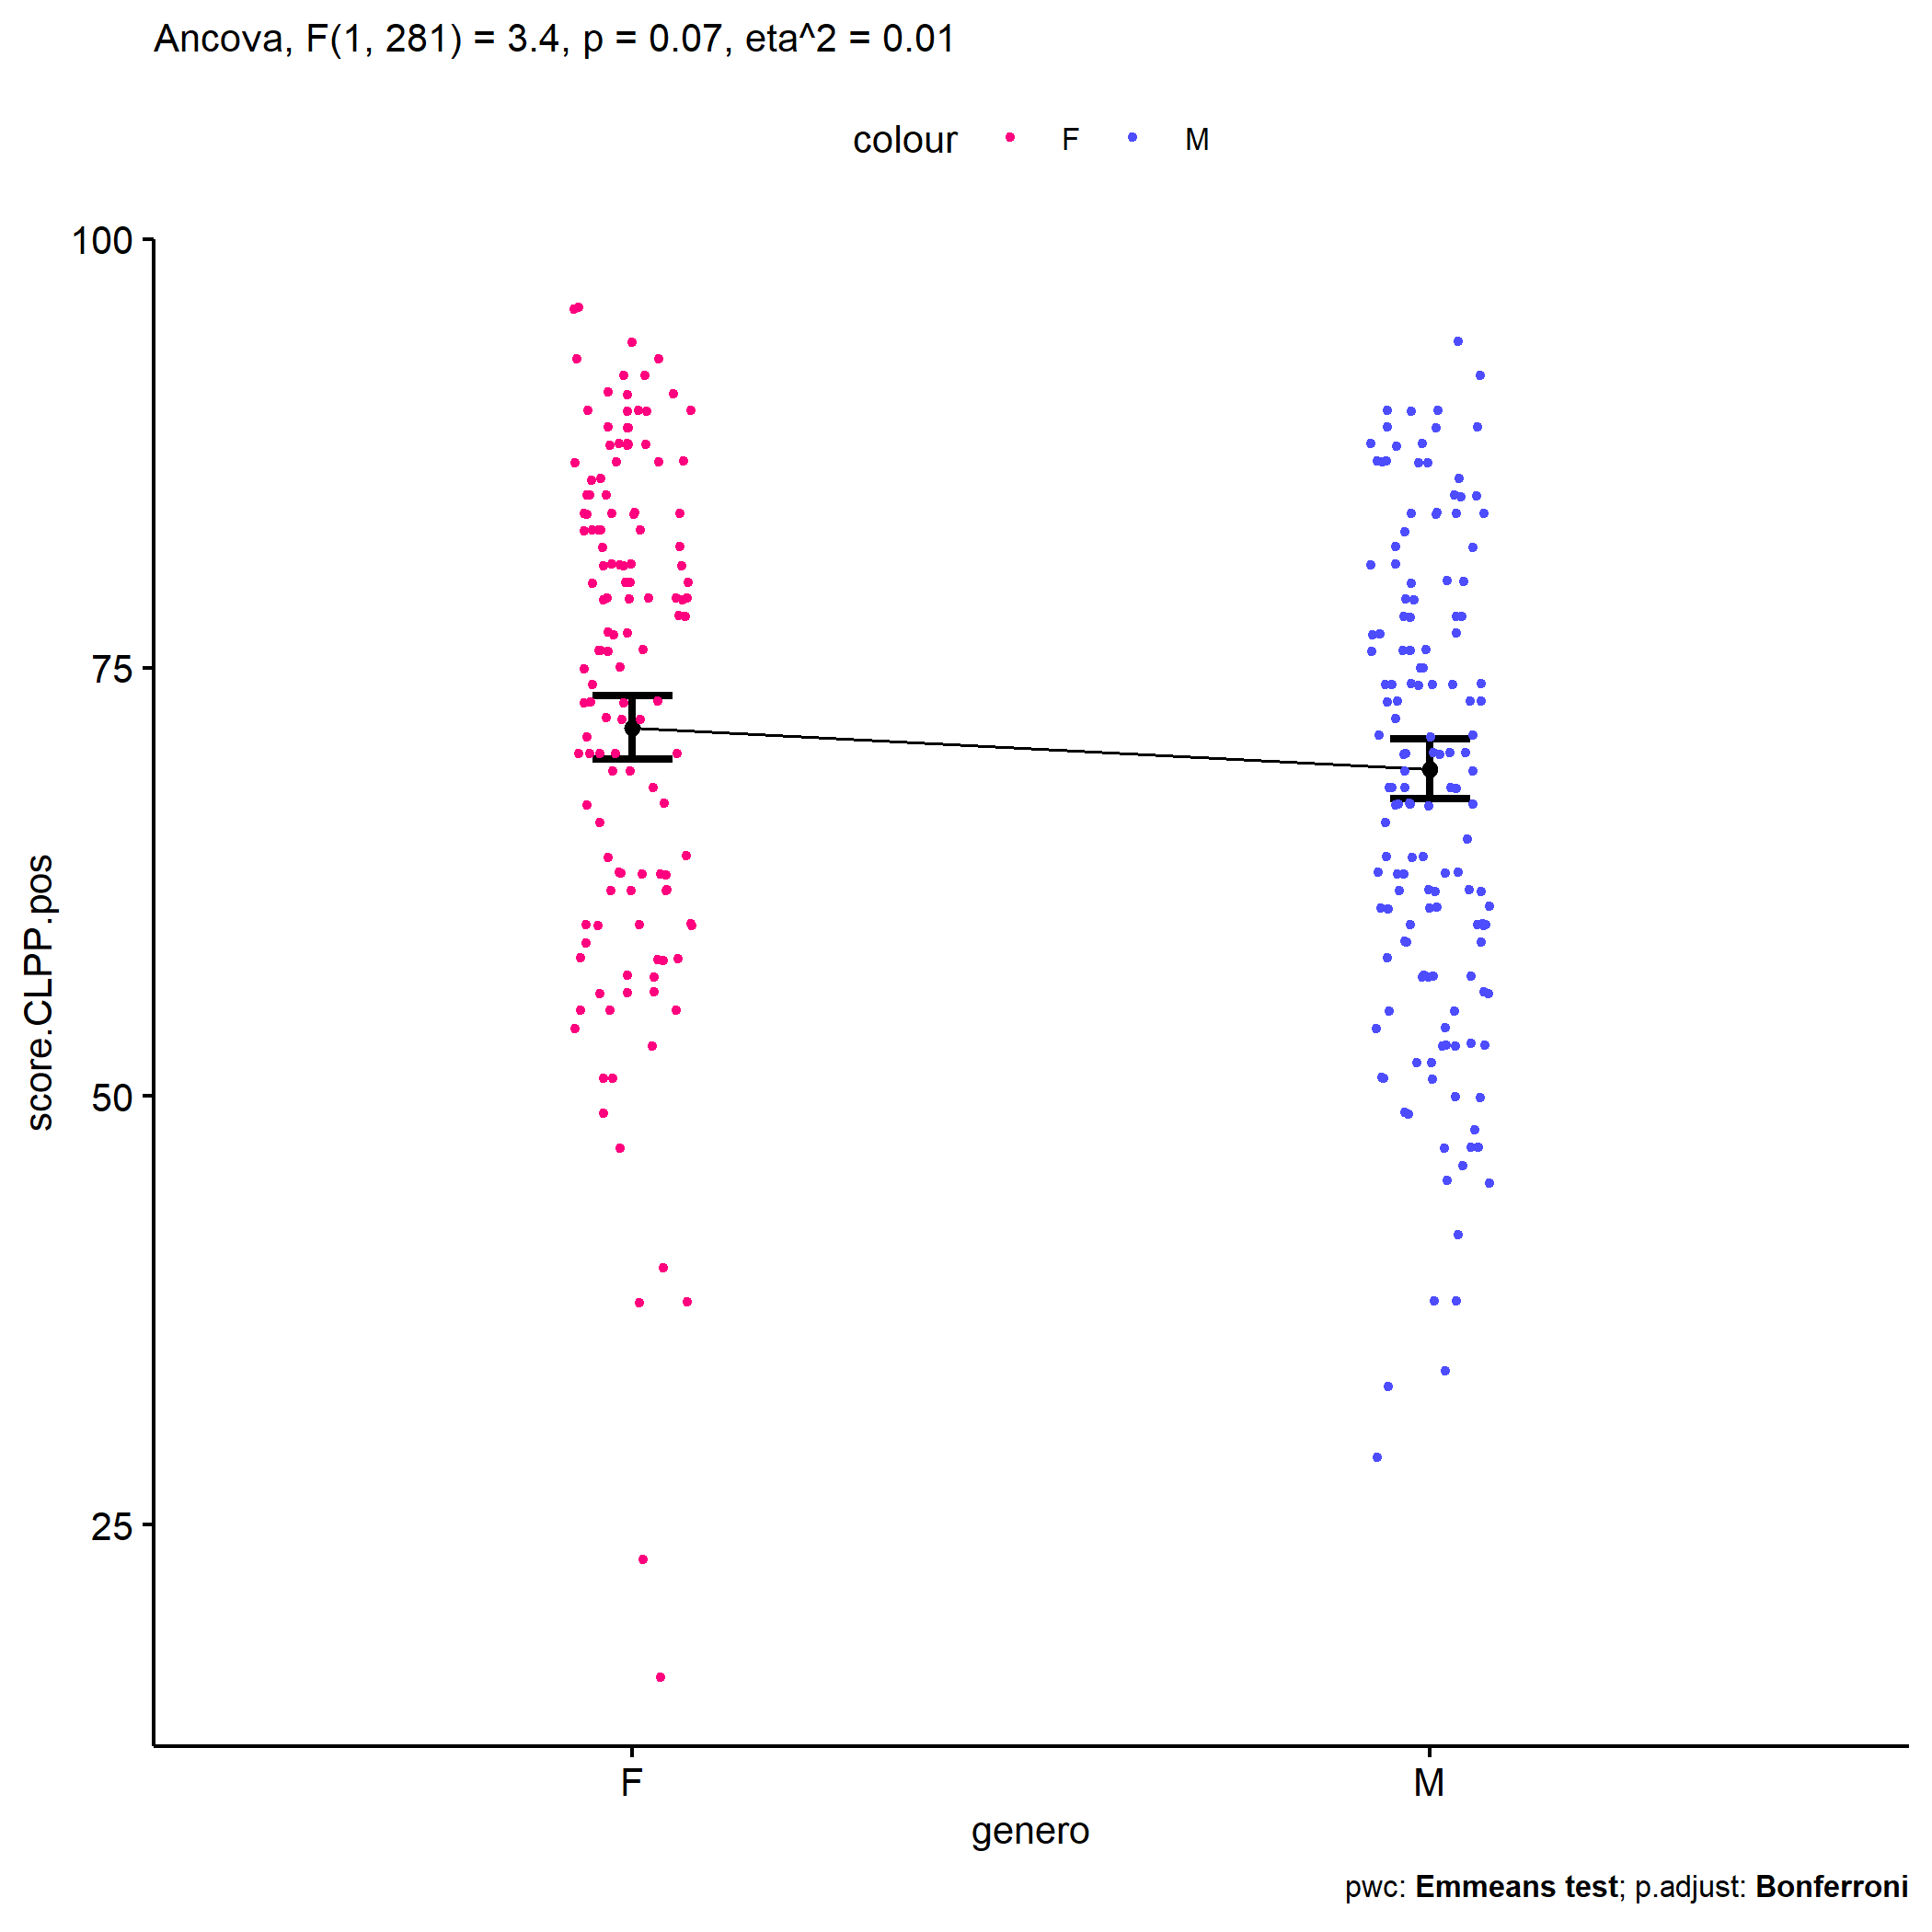 Ancova, F(1, 281) = 3.4, p = 0.07, eta^2 = 0.01
colour F M
100
75
50
25
score.CLPP.pos
F M
genero
pwc: Emmeans test; p.adjust: Bonferroni